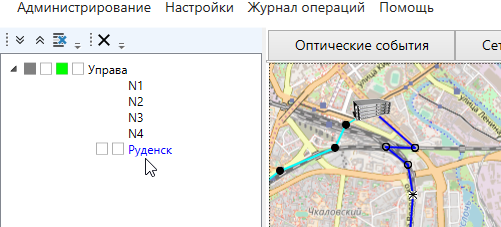 Администрирование Настройки Журнал операций Помощь
Оптические события
Управа
N1
N2
N3
N4
Руденск
Чкаловский